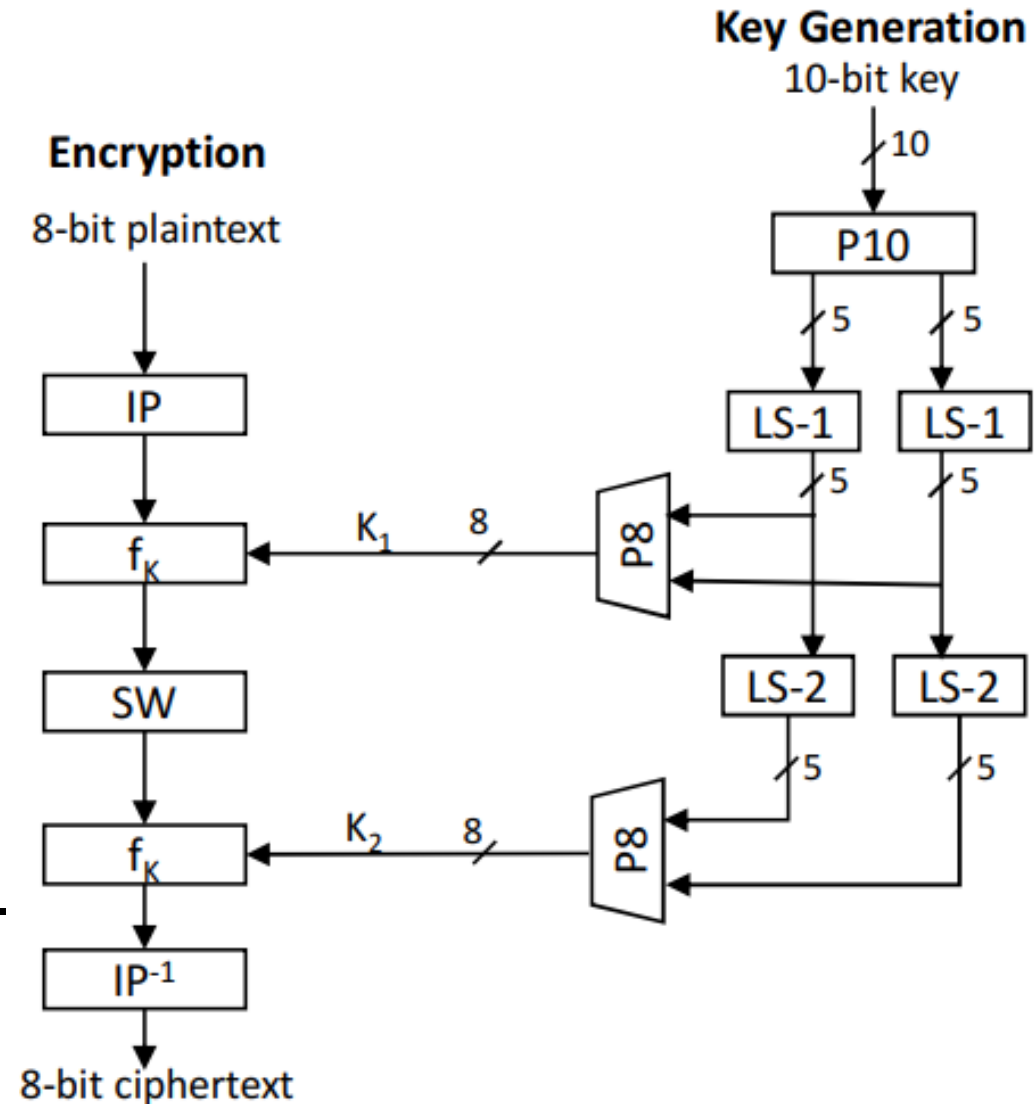 Key Generation
10-bit key
10
Encryption
8-bit plaintext
P10
5 5
IP
LS-1 LS-1
5 5
fK
K1
8
P8
SW
LS-2 LS-2
5 5
fK
K2
8
P8
IP-1
8-bit ciphertext